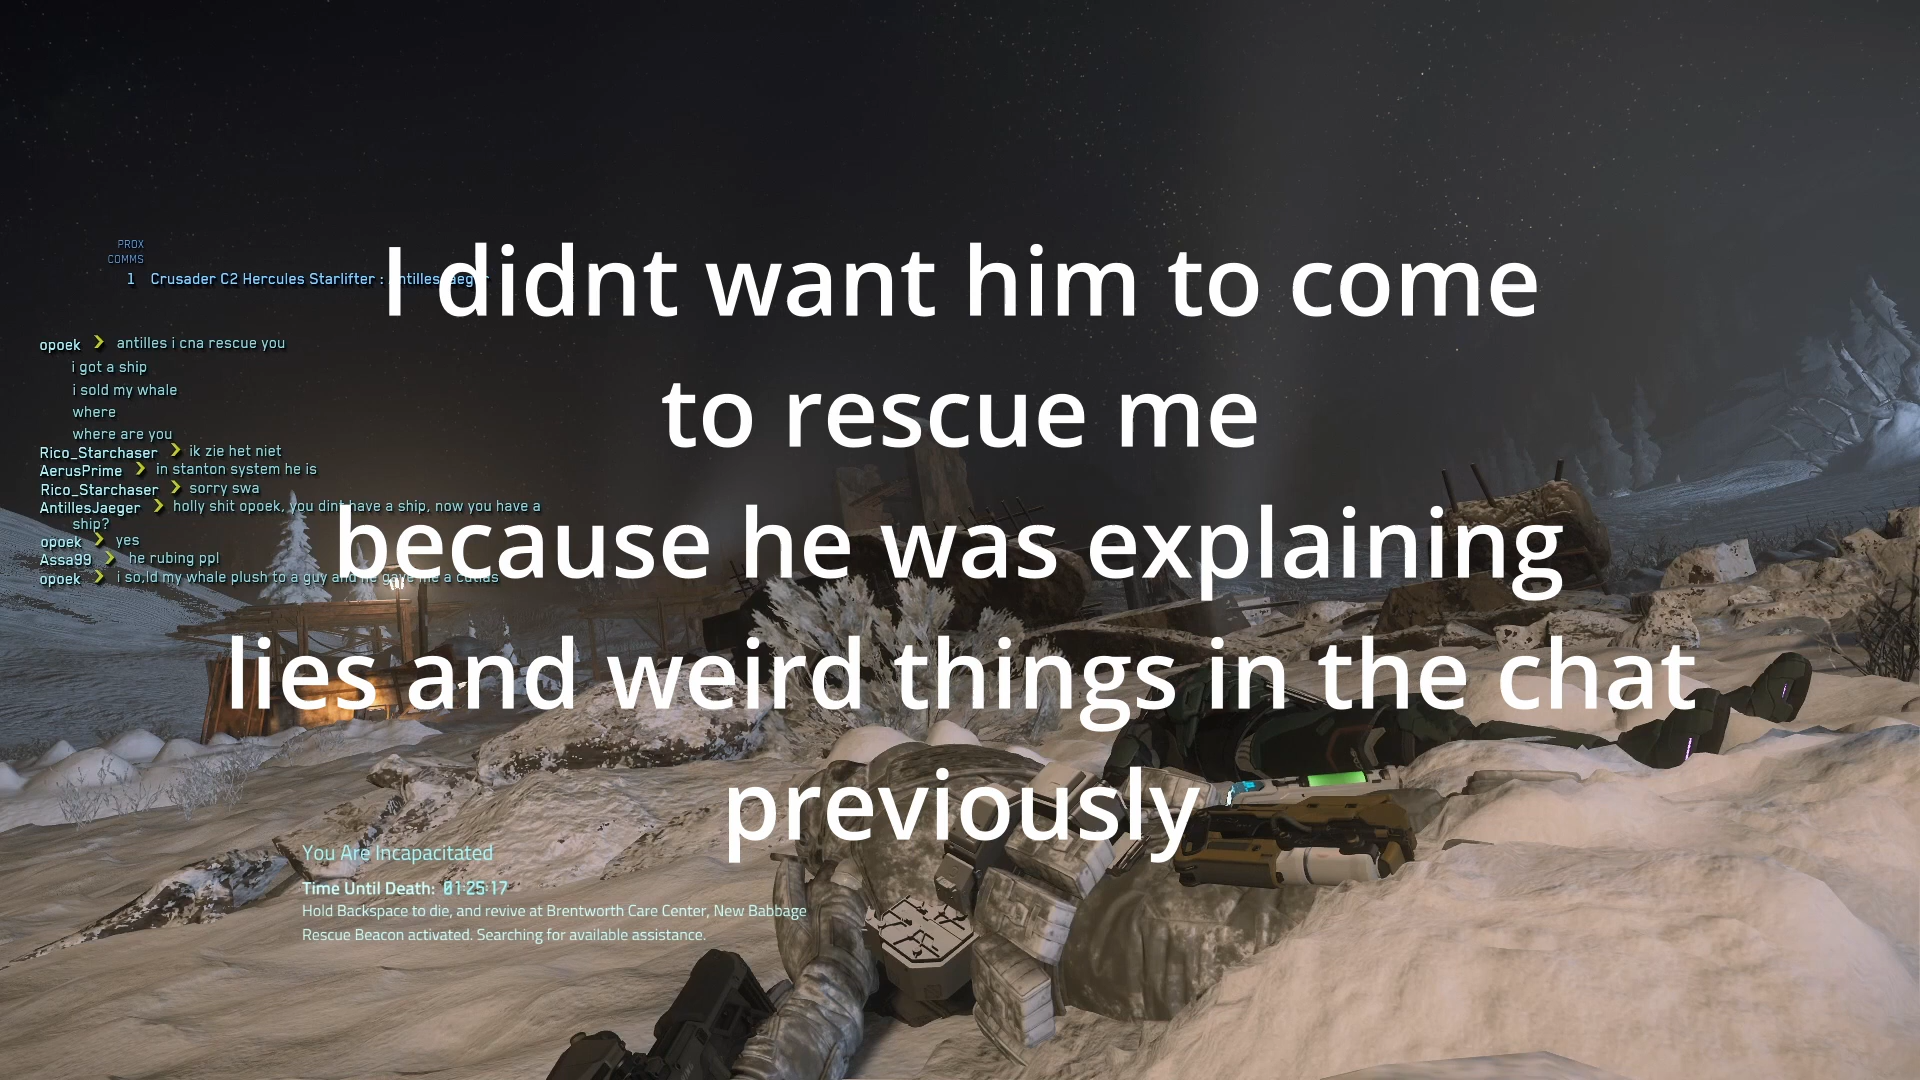 PROX
COMMS
1 Crusader C2 Hercules Starlifter : AntillesJaeger
opoek > antilles i cna rescue you
i got a ship
i sold my whale
where
where are you
Rico_Starchaser > ik zie het niet
AerusPrime > in stanton system he is
Rico_Starchaser > sorry swa
AntillesJaeger > holly shit opoek, you dint have a ship, now you have a
ship?
opoek > yes
Assa99 > he rubing ppl
opoek > i so,ld my whale plush to a guy and he gave me a cutlas
I didnt want him to come
to rescue me
because he was explaining
lies and weird things in the chat
previously
You Are Incapacitated
Time Until Death: 01:25:17
Hold Backspace to die, and revive at Brentworth Care Center, New Babbage
Rescue Beacon activated. Searching for available assistance.